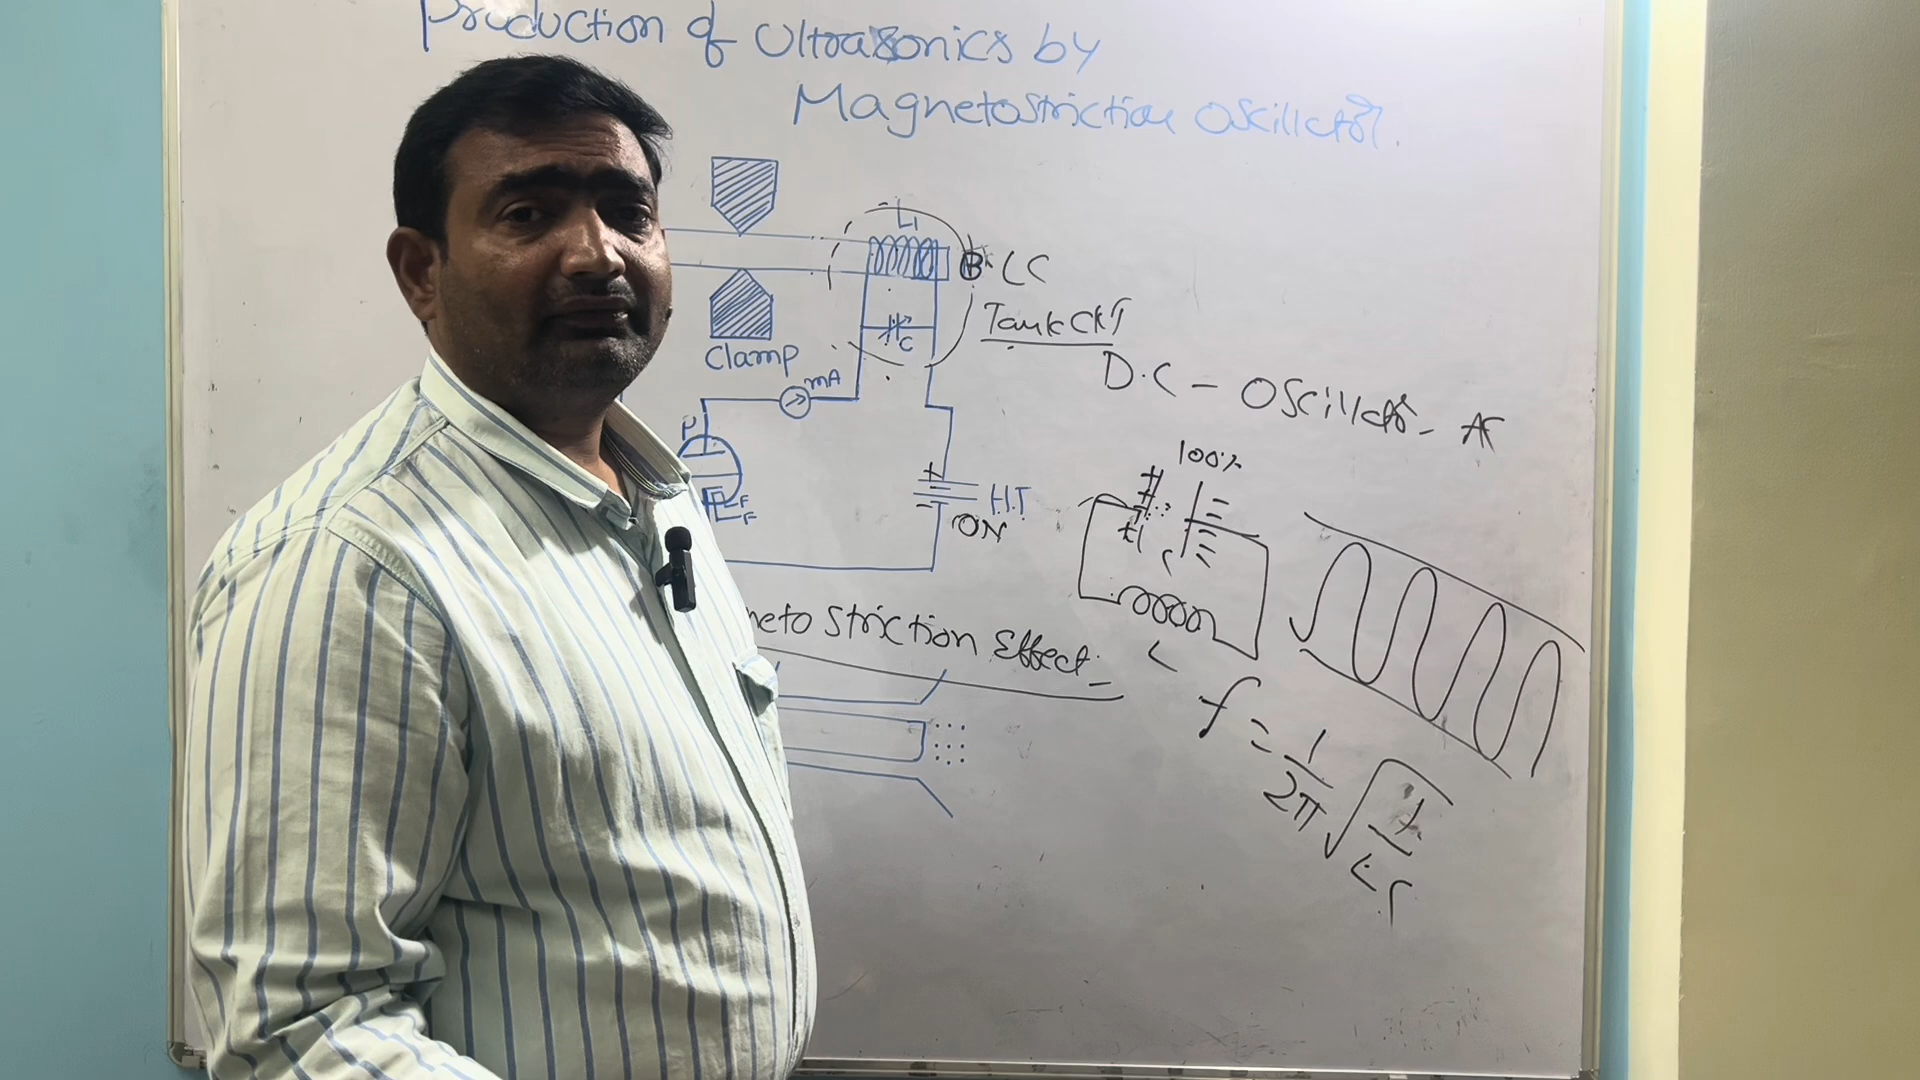 Production of Ultrasonics by
Magnetostriction Oscillator.
L1
B LC
C
Tank CKT
Clamp
mA
D.C - Oscillator - AC
P
F
F
+
H.T
ON
100%
L
neto Striction Effect -
f = 1/2π √1/LC